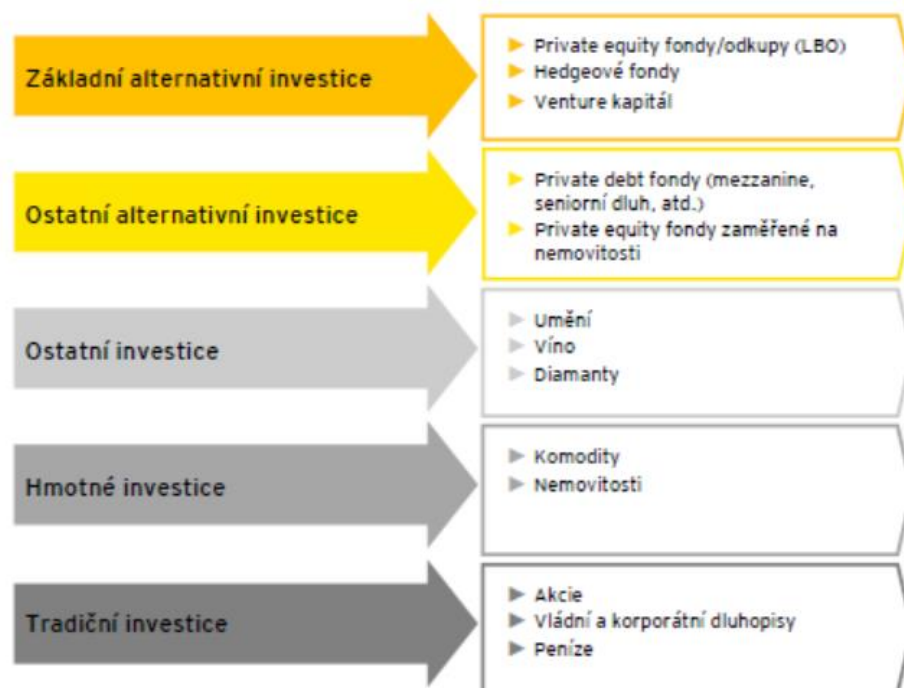 Základní alternativní investice
Private equity fondy/odkupy (LBO)
Hedgeové fondy
Venture kapitál
Ostatní alternativní investice
Private debt fondy (mezzanine,
seniorní dluh, atd.)
Private equity fondy zaměřené na
nemovitosti
Ostatní investice
Umění
Víno
Diamanty
Hmotné investice
Komodity
Nemovitosti
Tradiční investice
Akcie
Vládní a korporátní dluhopisy
Peníze